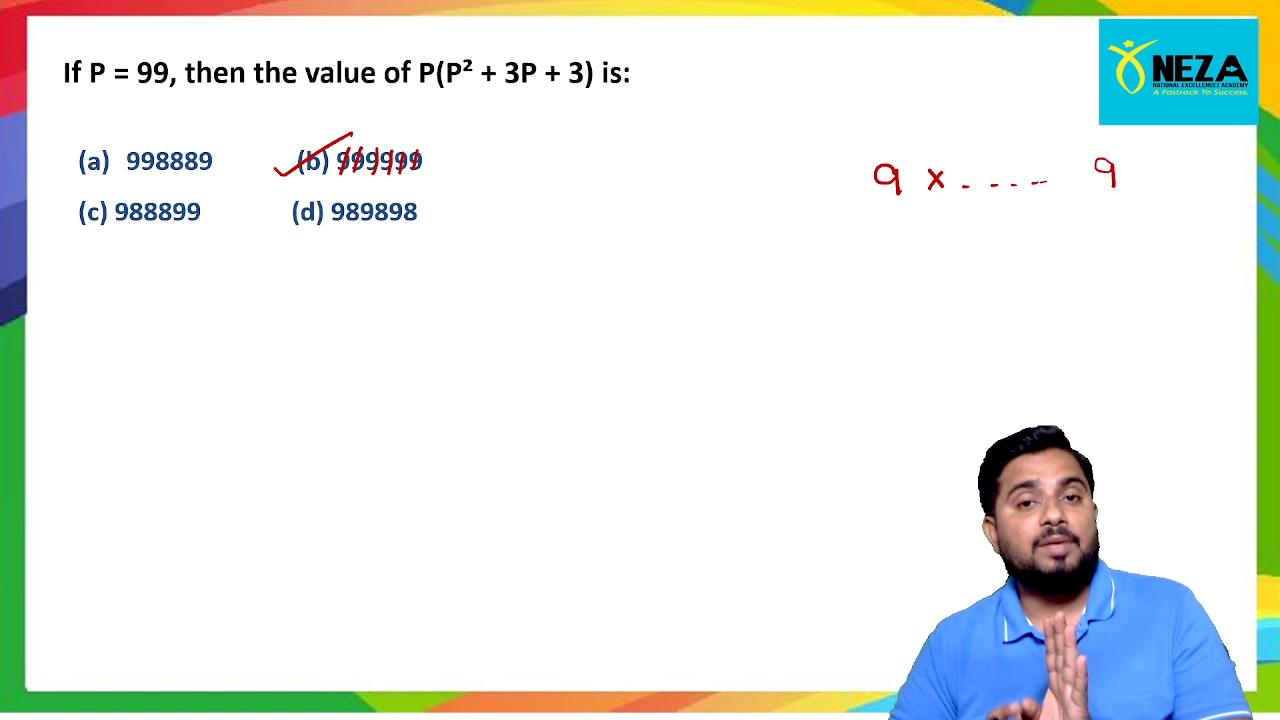 If P = 99, then the value of P(P² + 3P + 3) is:
(a) 998889 (b) 999999
(c) 988899 (d) 989898
9 × ..... 9
NEZA
NATIONAL EXCELLENCEZ ACADEMY
A Fastrack To Success.